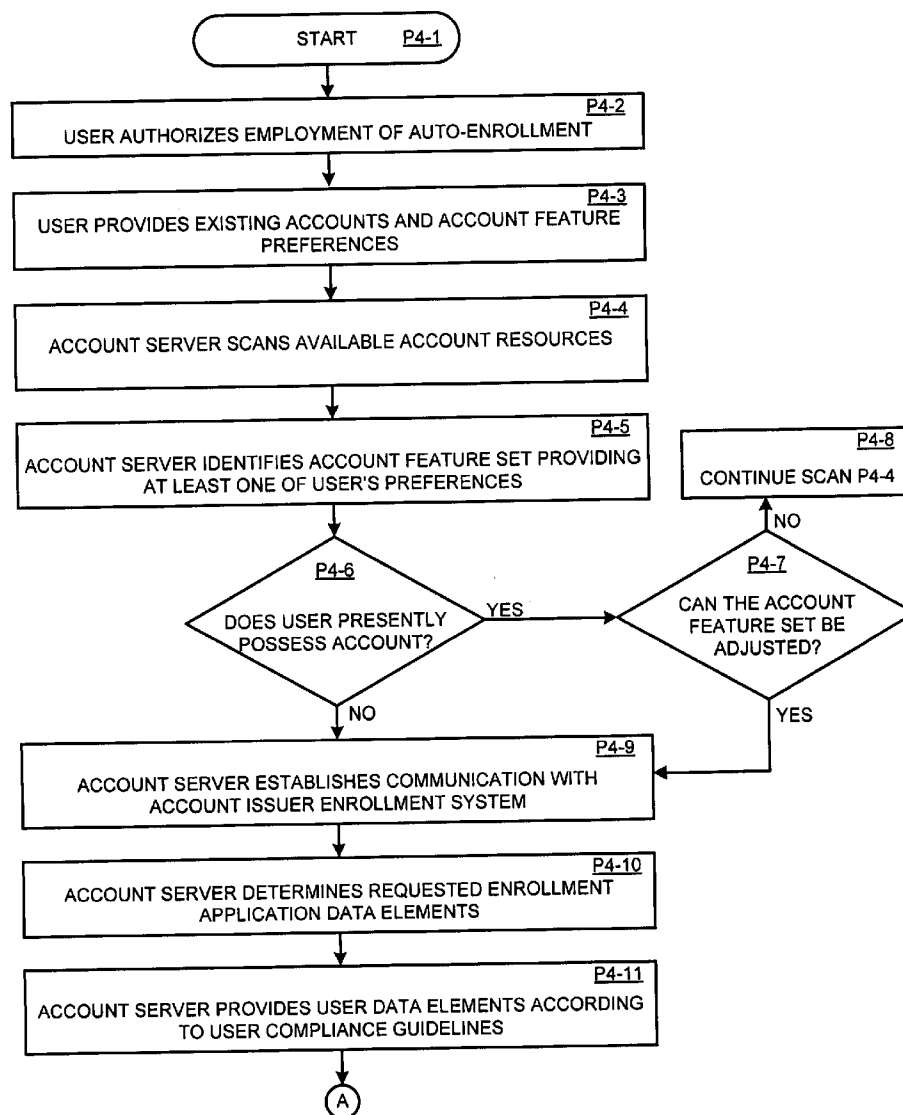 START P4-1
P4-2
USER AUTHORIZES EMPLOYMENT OF AUTO-ENROLLMENT
P4-3
USER PROVIDES EXISTING ACCOUNTS AND ACCOUNT FEATURE
PREFERENCES
P4-4
ACCOUNT SERVER SCANS AVAILABLE ACCOUNT RESOURCES
P4-5
ACCOUNT SERVER IDENTIFIES ACCOUNT FEATURE SET PROVIDING
AT LEAST ONE OF USER'S PREFERENCES
P4-6
DOES USER PRESENTLY
POSSESS ACCOUNT?
YES
P4-7
CAN THE ACCOUNT
FEATURE SET BE
ADJUSTED?
NO
P4-8
CONTINUE SCAN P4-4
YES
NO
P4-9
ACCOUNT SERVER ESTABLISHES COMMUNICATION WITH
ACCOUNT ISSUER ENROLLMENT SYSTEM
P4-10
ACCOUNT SERVER DETERMINES REQUESTED ENROLLMENT
APPLICATION DATA ELEMENTS
P4-11
ACCOUNT SERVER PROVIDES USER DATA ELEMENTS ACCORDING
TO USER COMPLIANCE GUIDELINES
A